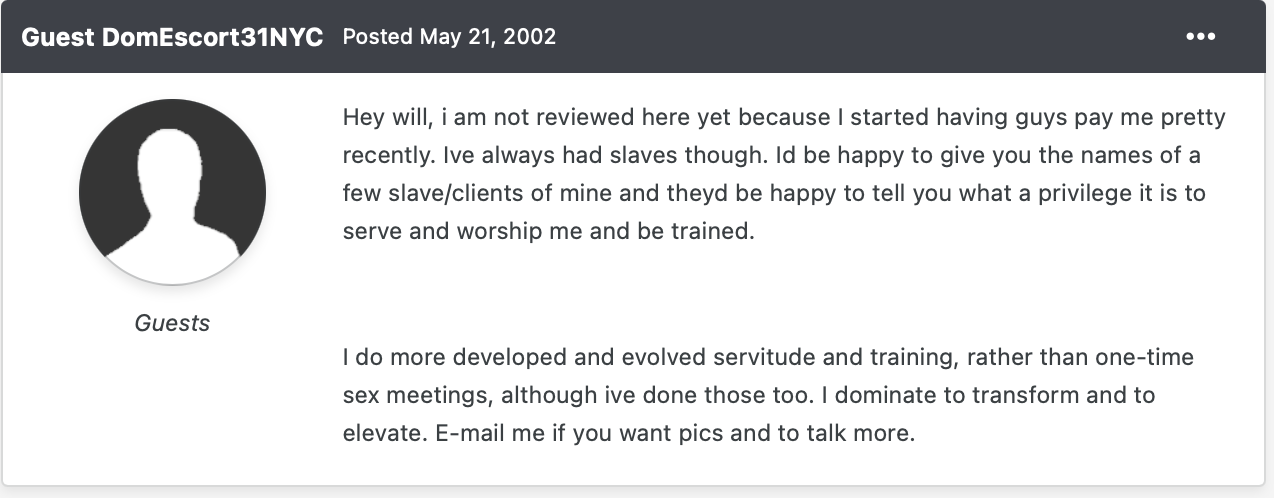 Guest DomEscort31NYC Posted May 21, 2002
Hey will, i am not reviewed here yet because I started having guys pay me pretty
recently. Ive always had slaves though. Id be happy to give you the names of a
few slave/clients of mine and theyd be happy to tell you what a privilege it is to
serve and worship me and be trained.
Guests
I do more developed and evolved servitude and training, rather than one-time
sex meetings, although ive done those too. I dominate to transform and to
elevate. E-mail me if you want pics and to talk more.